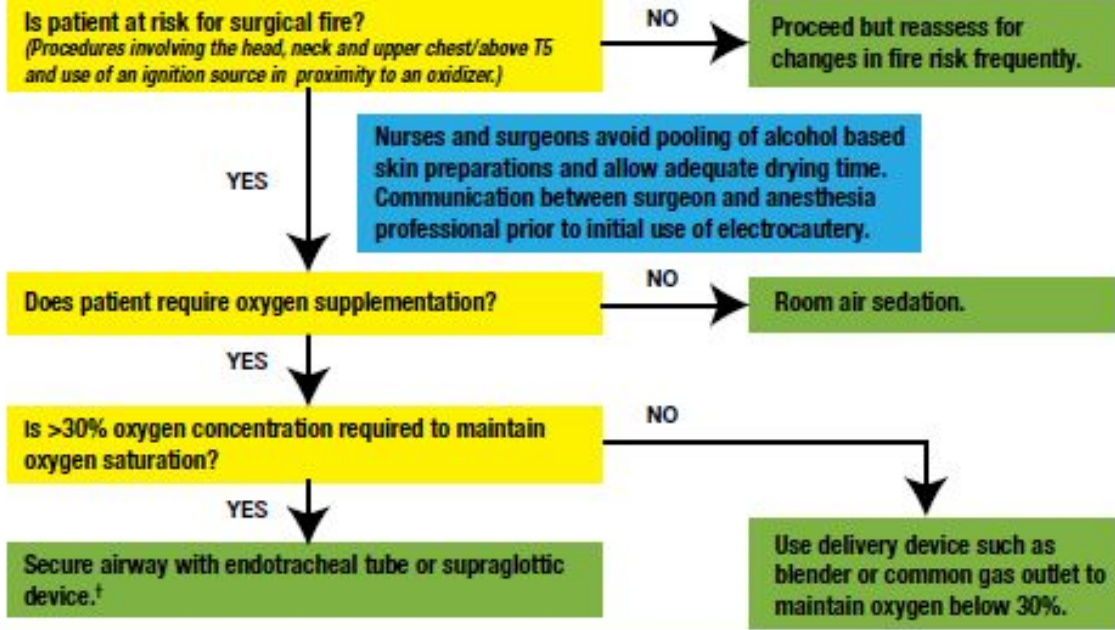 Is patient at risk for surgical fire?
(Procedures involving the head, neck and upper chest/above T5
and use of an ignition source in proximity to an oxidizer.)
NO
Proceed but reassess for
changes in fire risk frequently.
YES
Nurses and surgeons avoid pooling of alcohol based
skin preparations and allow adequate drying time.
Communication between surgeon and anesthesia
professional prior to initial use of electrocautery.
Does patient require oxygen supplementation?
NO
Room air sedation.
YES
Is >30% oxygen concentration required to maintain
oxygen saturation?
NO
YES
Secure airway with endotracheal tube or supraglottic
device.†
Use delivery device such as
blender or common gas outlet to
maintain oxygen below 30%.